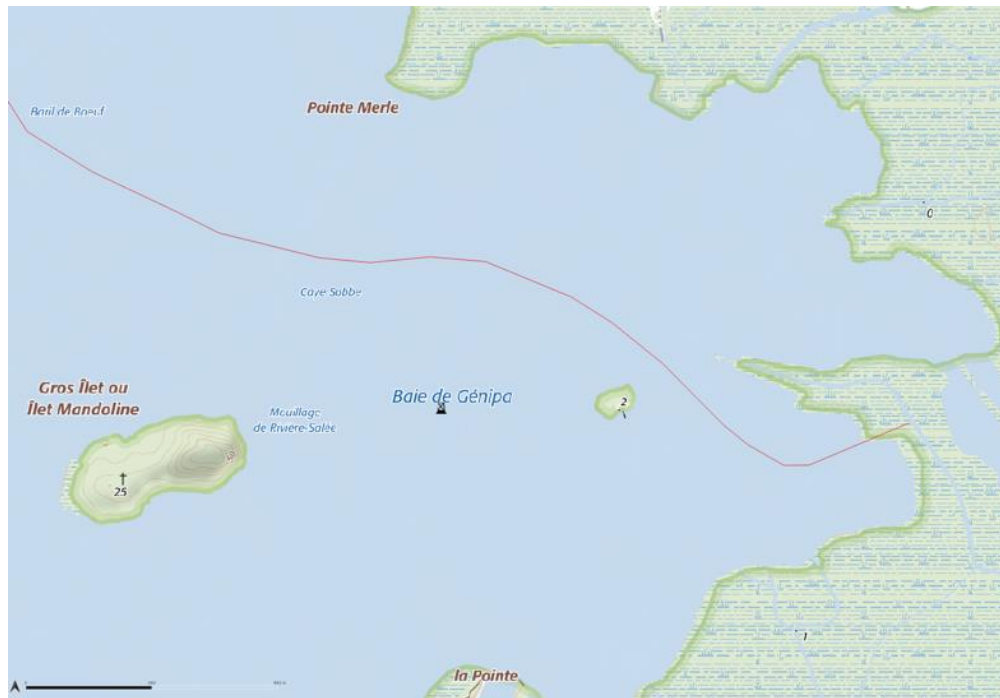 Pointe Merle
Baril de Boeuf
0
Caye Subbe
Gros Îlet ou
Îlet Mandoline
Mouillage
de Rivière-Salée
Baie de Génipa
2
50
25
1
la Pointe